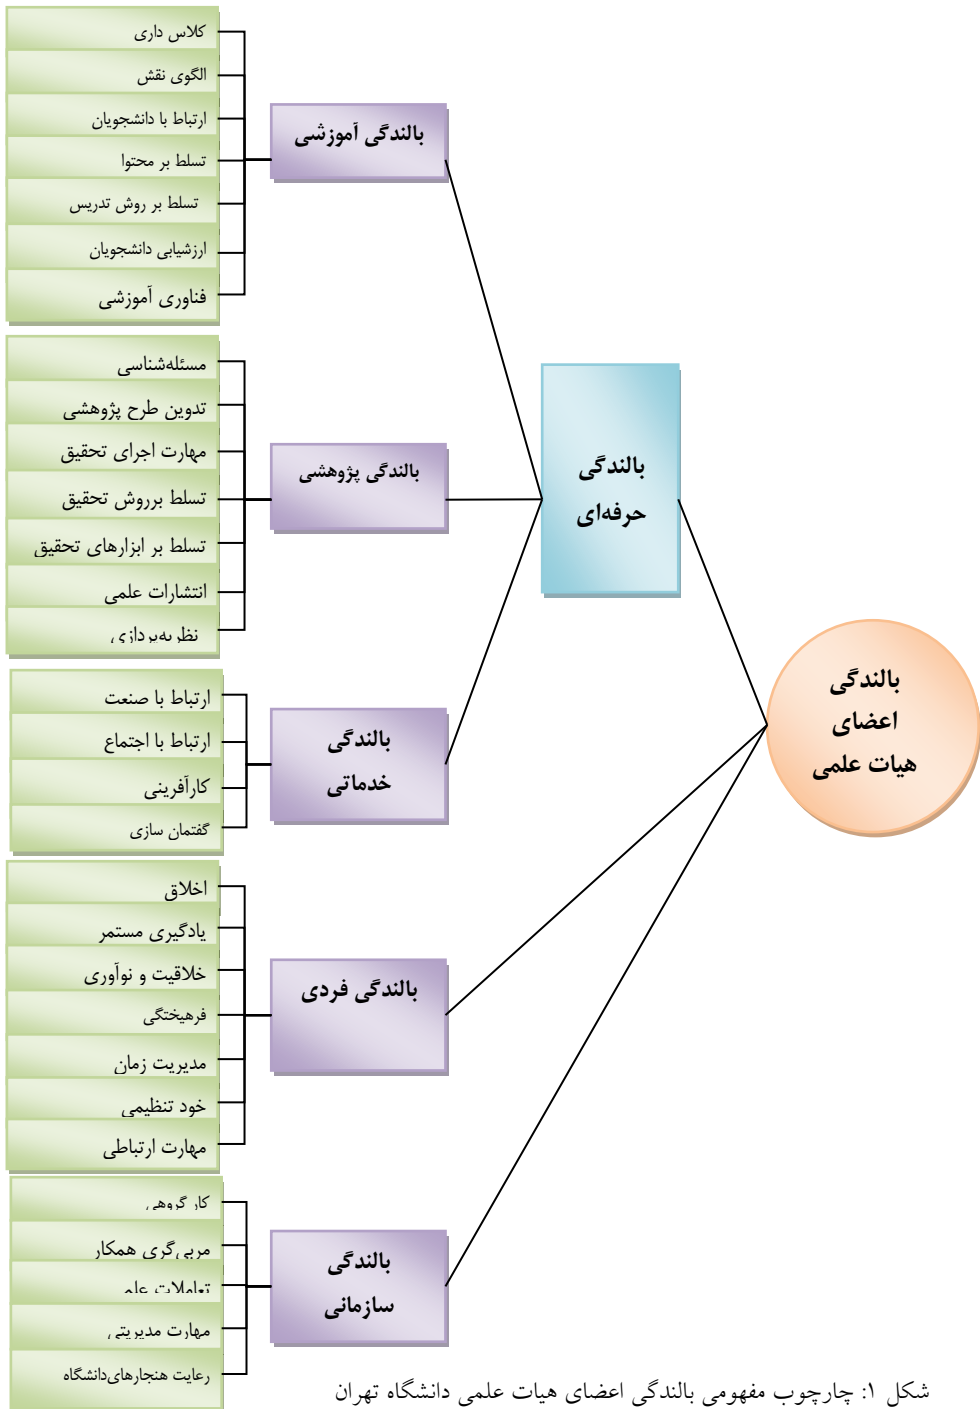 بالندگی
اعضای
هیات علمی
بالندگی
حرفه‌ای
بالندگی آموزشی
کلاس داری
الگوی نقش
ارتباط با دانشجویان
تسلط بر محتوا
تسلط بر روش تدریس
ارزشیابی دانشجویان
فناوری آموزشی
بالندگی پژوهشی
مسئله‌شناسی
تدوین طرح پژوهشی
مهارت اجرای تحقیق
تسلط برروش تحقیق
تسلط بر ابزارهای تحقیق
انتشارات علمی
نظریه‌پردازی
بالندگی
خدماتی
ارتباط با صنعت
ارتباط با اجتماع
کارآفرینی
گفتمان سازی
بالندگی فردی
اخلاق
یادگیری مستمر
خلاقیت و نوآوری
فرهیختگی
مدیریت زمان
خود تنظیمی
مهارت ارتباطی
بالندگی
سازمانی
کار گروهی
مربی‌گری همکار
تعاملات
مهارت مدیریتی
رعایت هنجارهای‌دانشگاه
شکل ۱: چارچوب مفهومی بالندگی اعضای هیات علمی دانشگاه تهران